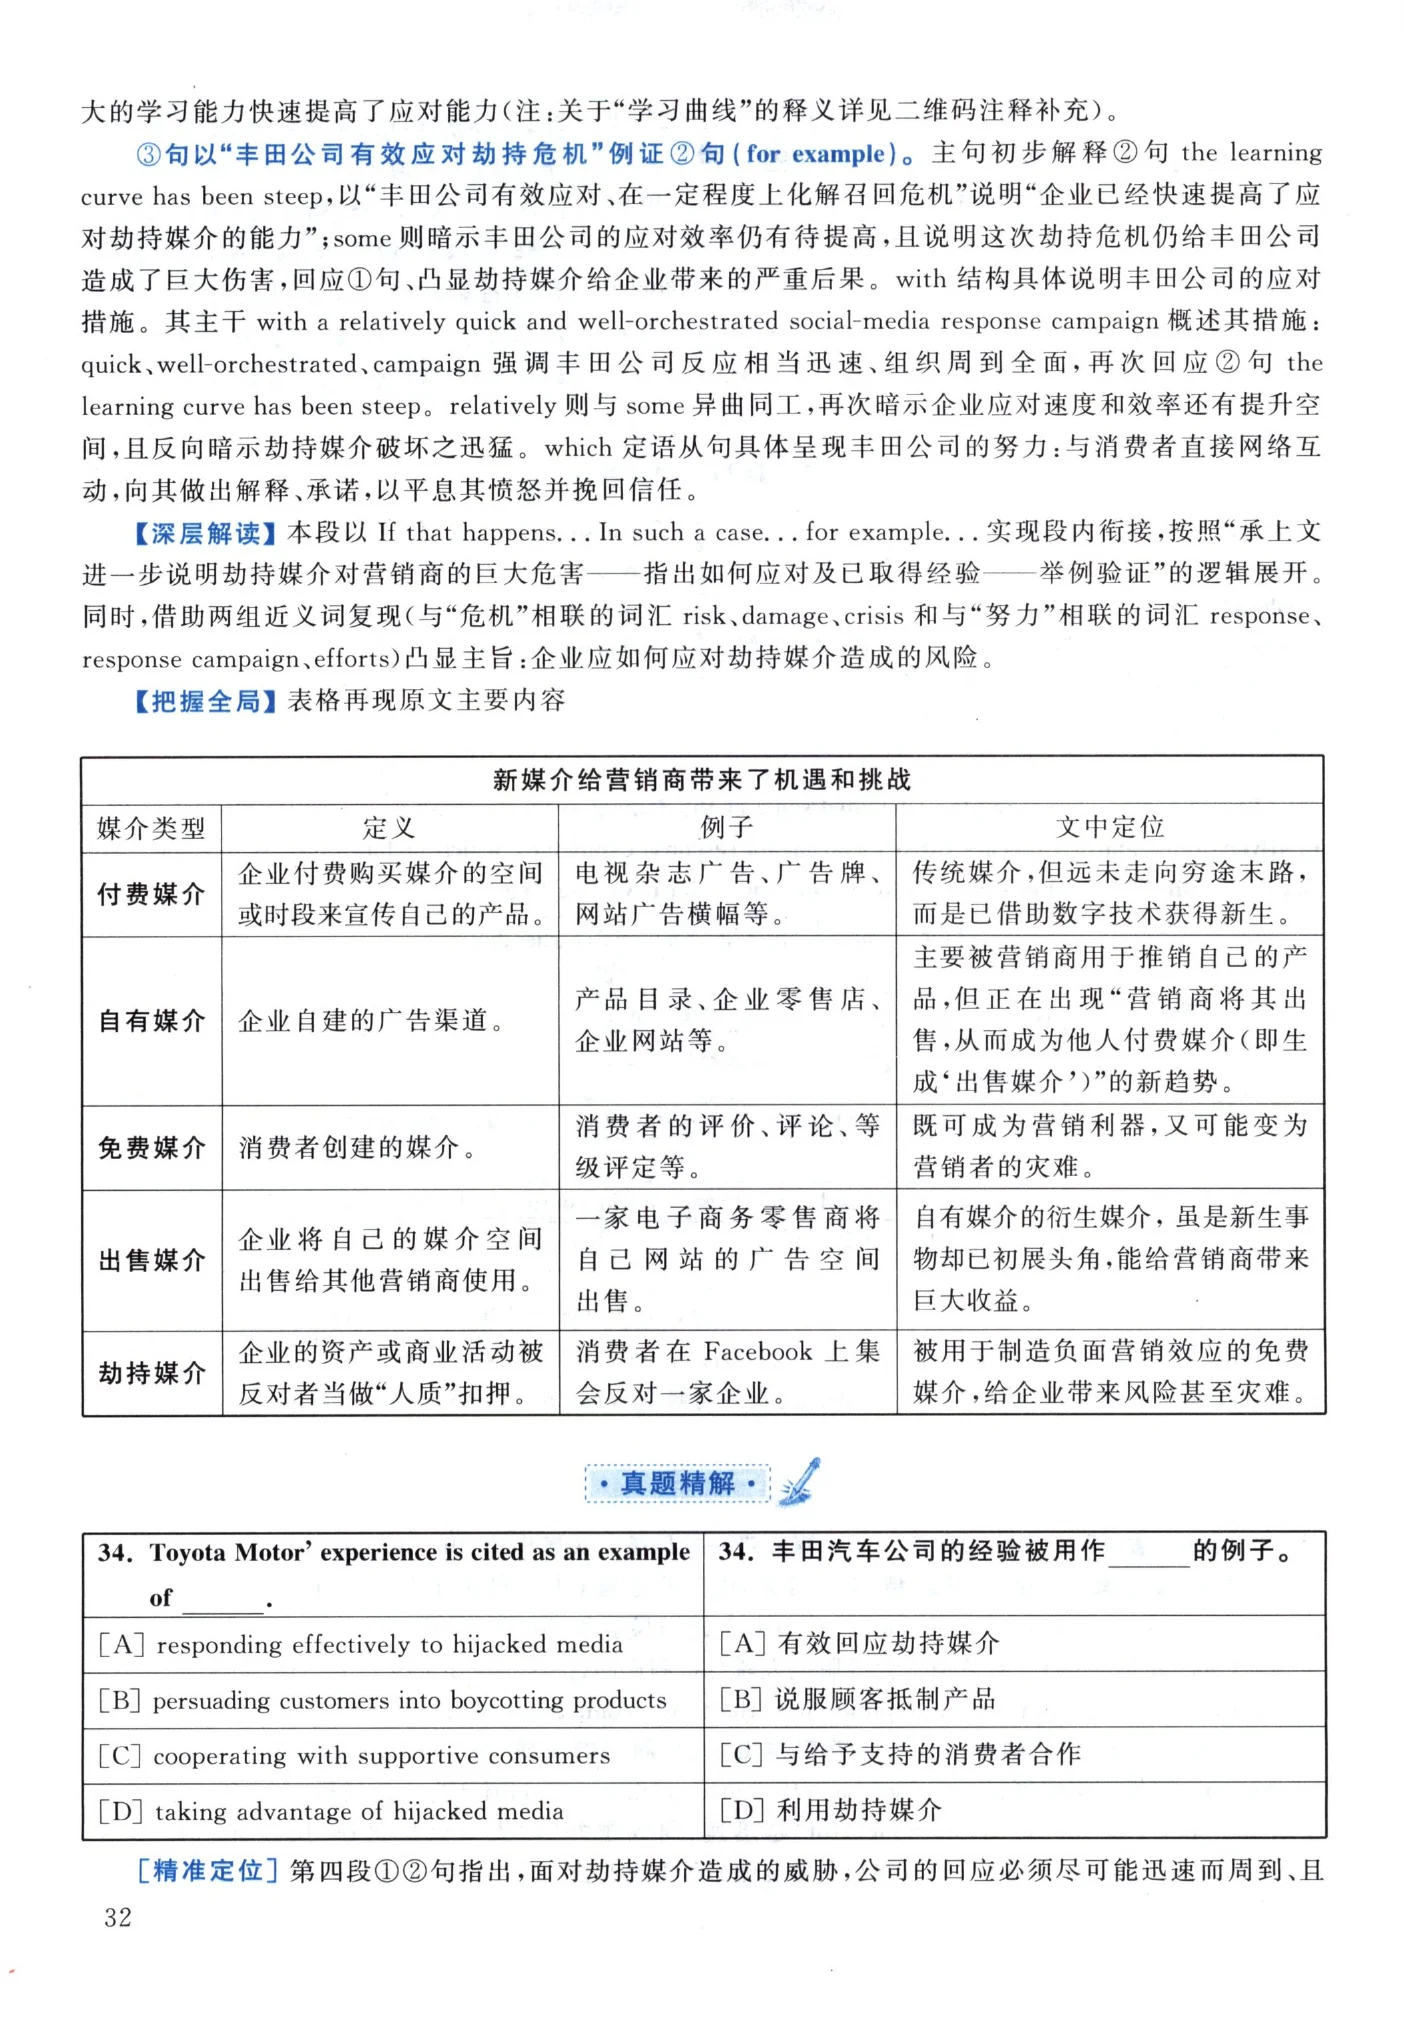 大的学习能力快速提高了应对能力(注:关于“学习曲线”的释义详见二维码注释补充)。
③句以“丰田公司有效应对劫持危机”例证②句(for example)。主句初步解释②句 the learning
curve has been steep,以“丰田公司有效应对、在一定程度上化解召回危机”说明“企业已经快速提高了应
对劫持媒介的能力”;some 则暗示丰田公司的应对效率仍有待提高,且说明这次劫持危机仍给丰田公司
造成了巨大伤害,回应①句、凸显劫持媒介给企业带来的严重后果。with 结构具体说明丰田公司的应对
措施。其主干 with a relatively quick and well-orchestrated social-media response campaign 概述其措施:
quick、well-orchestrated、campaign 强调丰田公司反应相当迅速、组织周到全面,再次回应②句 the
learning curve has been steep。relatively 则与 some 异曲同工,再次暗示企业应对速度和效率还有提升空
间,且反向暗示劫持媒介破坏之迅猛。which 定语从句具体呈现丰田公司的努力:与消费者直接网络互
动,向其做出解释、承诺,以平息其愤怒并挽回信任。
【深层解读】本段以 If that happens... In such a case... for example... 实现段内衔接,按照“承上文
进一步说明劫持媒介对营销商的巨大危害——指出如何应对及已取得经验——举例验证”的逻辑展开。
同时,借助两组近义词复现(与“危机”相联的词汇 risk、damage、crisis 和与“努力”相联的词汇 response、
response campaign、efforts)凸显主旨:企业应如何应对劫持媒介造成的风险。
【把握全局】表格再现原文主要内容
新媒介给营销商带来了机遇和挑战
媒介类型 定义 例子 文中定位
付费媒介 企业付费购买媒介的空间 电视杂志广告、广告牌、 传统媒介,但远未走向穷途末路,
或时段来宣传自己的产品。 网站广告横幅等。 而是已借助数字技术获得新生。
主要被营销商用于推销自己的产
产品目录、企业零售店、 品,但正在出现“营销商将其出
自有媒介 企业自建的广告渠道。 企业网站等。 售,从而成为他人付费媒介(即生
成‘出售媒介’)”的新趋势。
免费媒介 消费者创建的媒介。 消费者的评价、评论、等 既可成为营销利器,又可能变为
级评定等。 营销者的灾难。
一家电子商务零售商将 自有媒介的衍生媒介,虽是新生事
出售媒介 企业将自己的媒介空间 自己网站的广告空间 物却已初展头角,能给营销商带来
出售给其他营销商使用。 出售。 巨大收益。
劫持媒介 企业的资产或商业活动被 消费者在 Facebook 上集 被用于制造负面营销效应的免费
反对者当做“人质”扣押。 会反对一家企业。 媒介,给企业带来风险甚至灾难。
·真题精解·
34. Toyota Motor’ experience is cited as an example 34. 丰田汽车公司的经验被用作______的例子。
of ______.
[A] responding effectively to hijacked media [A] 有效回应劫持媒介
[B] persuading customers into boycotting products [B] 说服顾客抵制产品
[C] cooperating with supportive consumers [C] 与给予支持的消费者合作
[D] taking advantage of hijacked media [D] 利用劫持媒介
[精准定位] 第四段①②句指出,面对劫持媒介造成的威胁,公司的回应必须尽可能迅速而周到、且
32